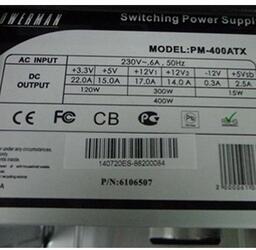 POWERMAN Switching Power Supply
MODEL:PM-400ATX
AC INPUT 230V~,6A, 50Hz
DC OUTPUT +3.3V +5V +12V1 +12V2 -12V +5Vsb
22.0A 15.0A 17.0A 14.0A 0.3A 2.5A
120W 300W 15W
400W
CB
140720ES-86200084
P/N:6106507